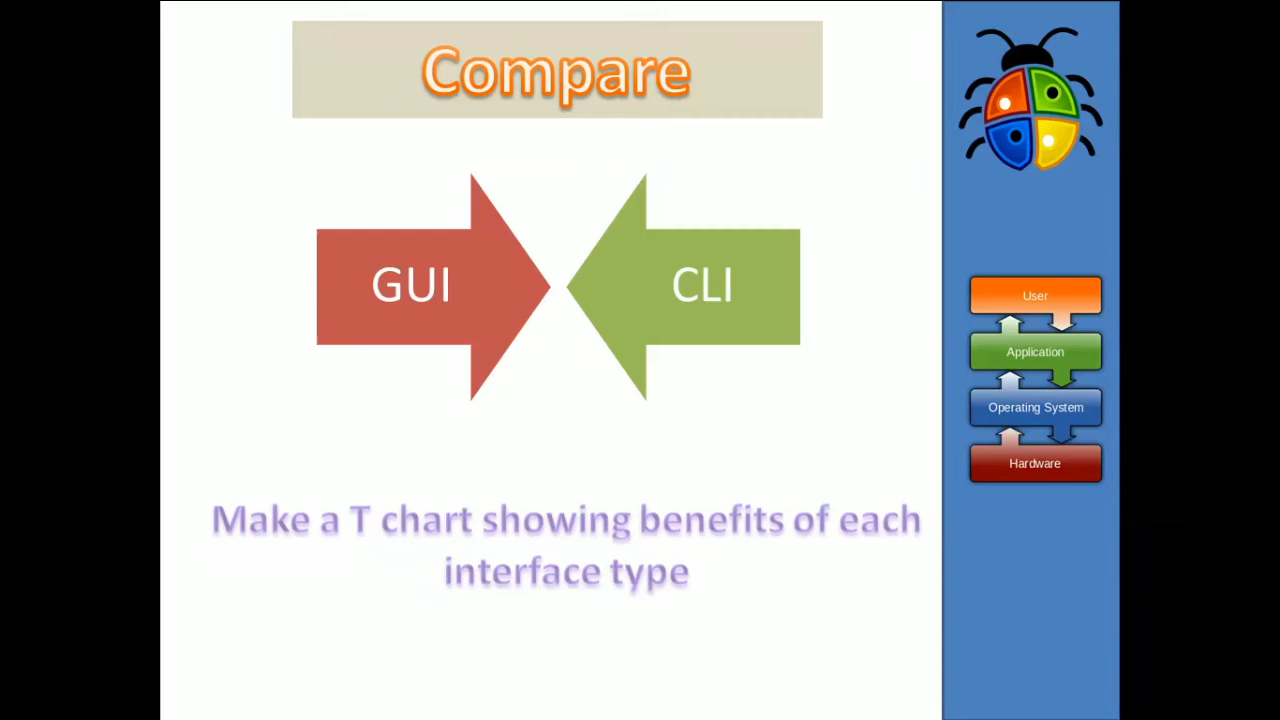 Compare
GUI
CLI
Make a T chart showing benefits of each
interface type
User
Application
Operating System
Hardware